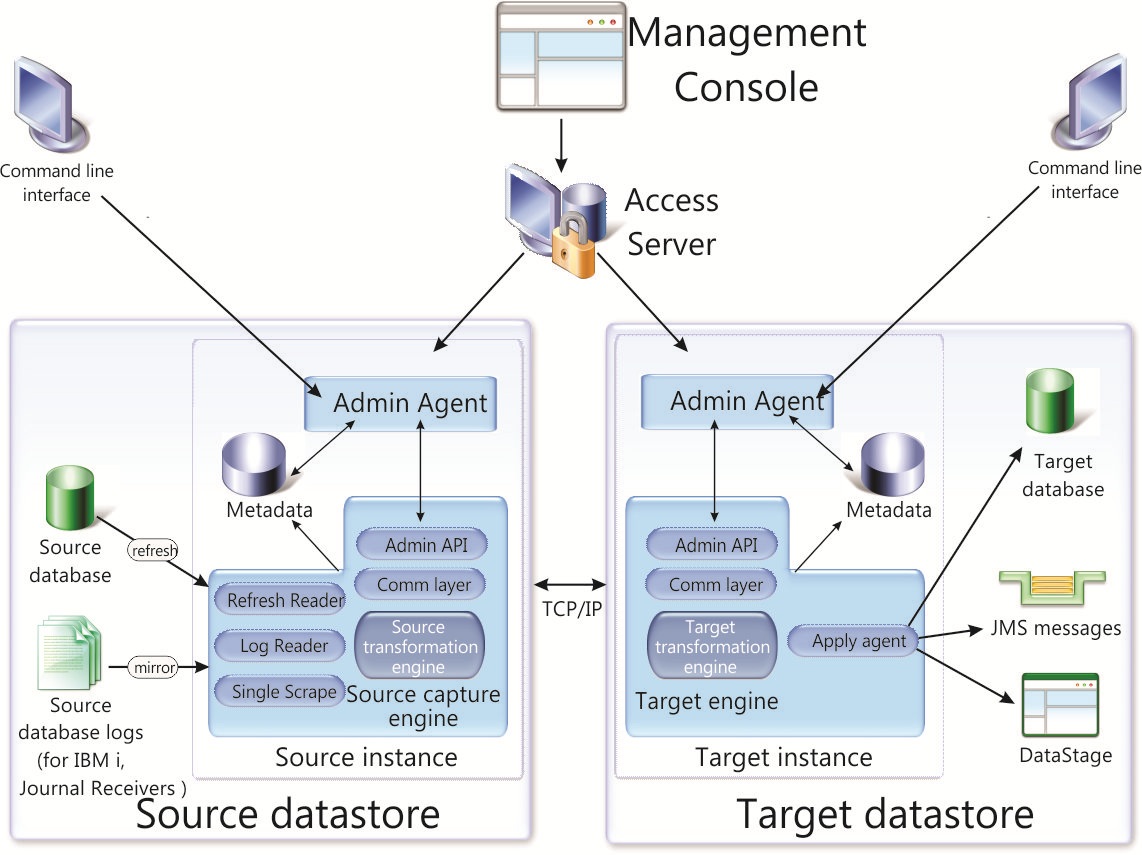 Management
Console
Command line
interface
Command line
interface
Access
Server
Admin Agent
Metadata
Source
database
refresh
Source
database logs
(for IBM i,
Journal Receivers )
mirror
Admin API
Comm layer
Refresh Reader
Log Reader
Single Scrape
Source
transformation
engine
Source capture
engine
Source instance
Source datastore
TCP/IP
Admin Agent
Metadata
Admin API
Comm layer
Target
transformation
engine
Apply agent
Target engine
Target instance
Target
database
JMS messages
DataStage
Target datastore